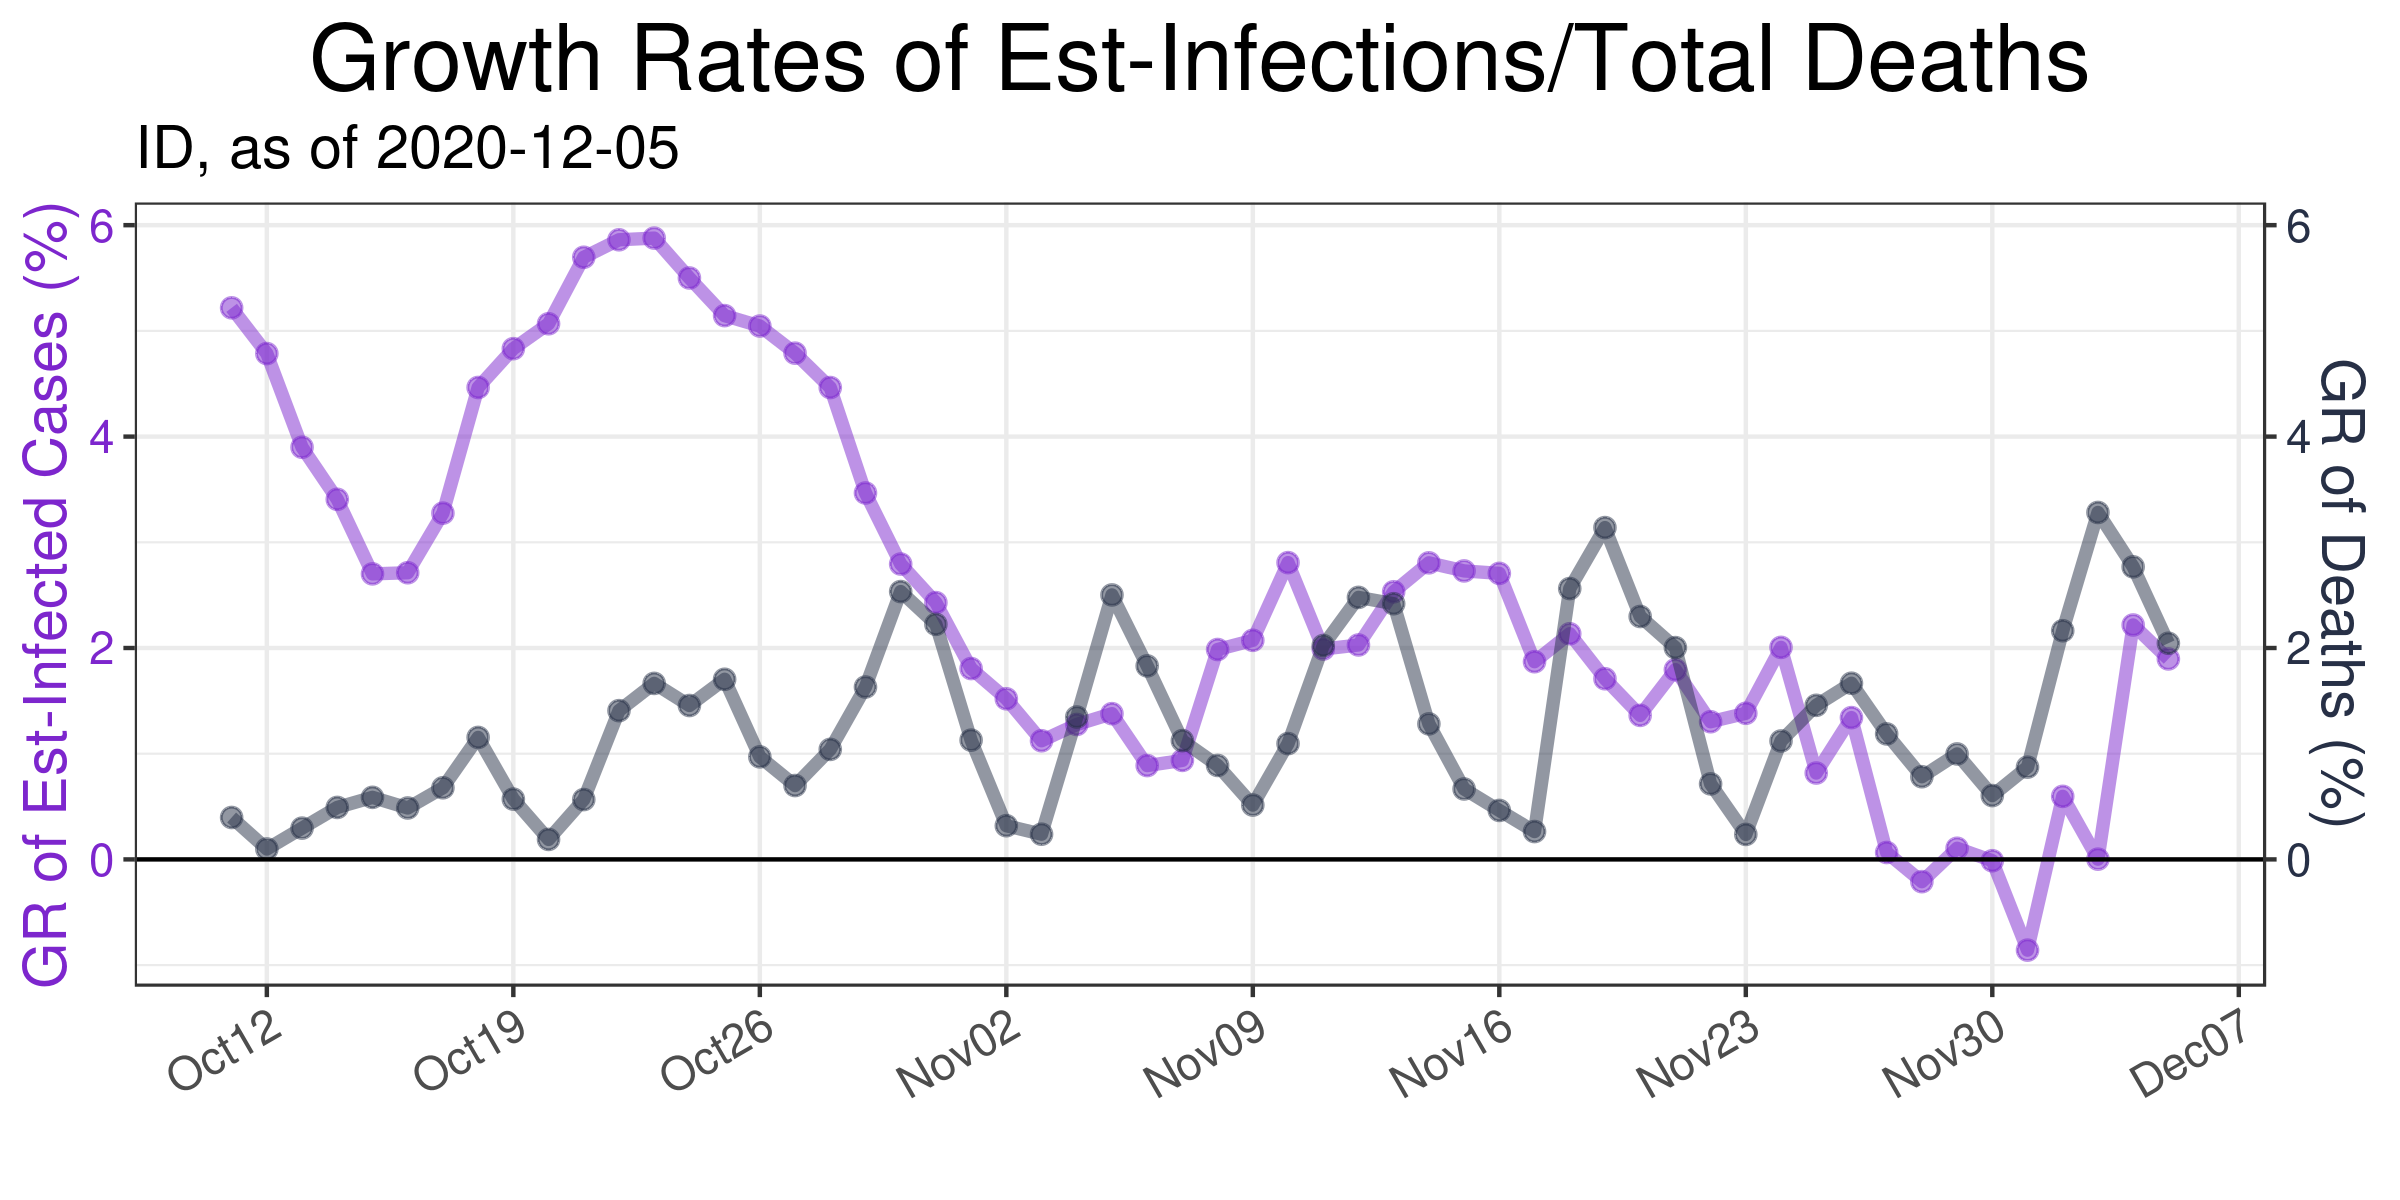 Growth Rates of Est-Infections/Total Deaths
ID, as of 2020-12-05
GR of Est-Infected Cases (%)
6
4
2
0
6
4
2
0
GR of Deaths (%)
Oct12
Oct19
Oct26
Nov02
Nov09
Nov16
Nov23
Nov30
Dec07